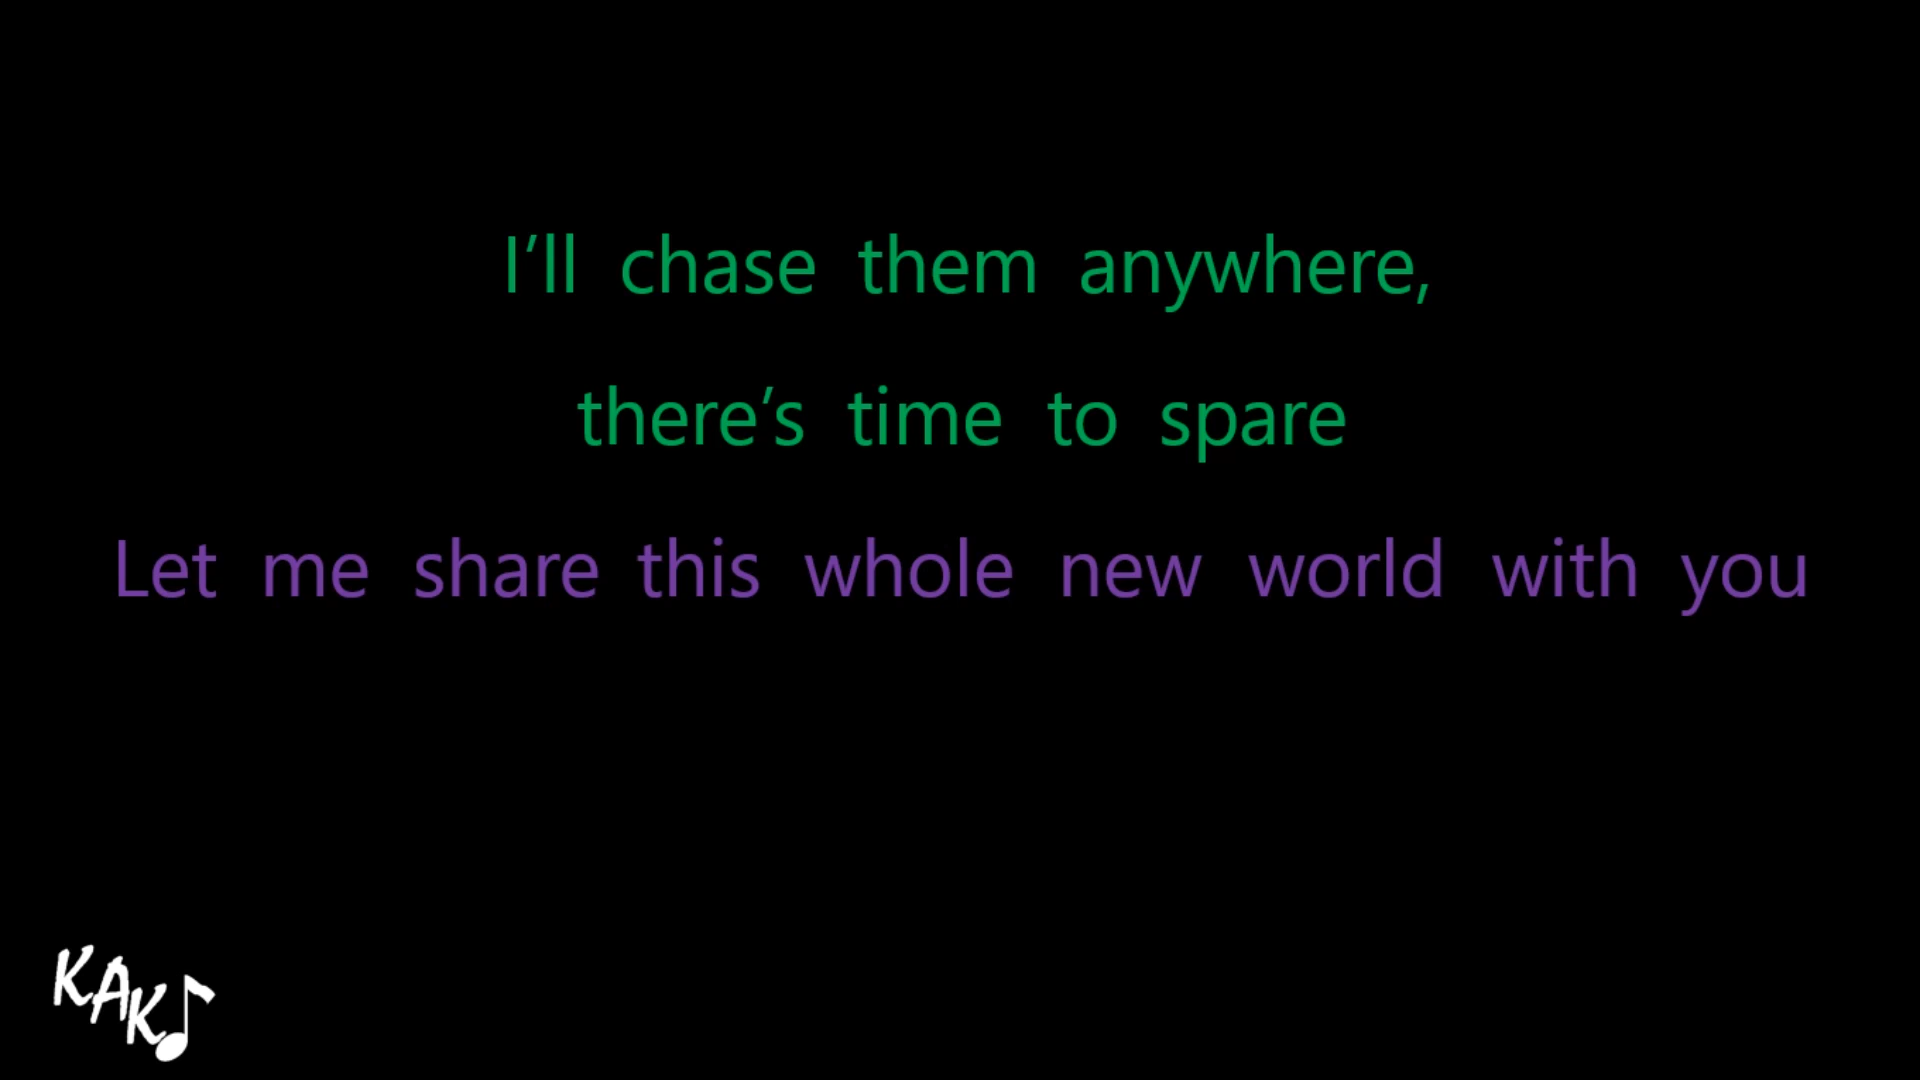 I’ll chase them anywhere,
there’s time to spare
Let me share this whole new world with you
KAK